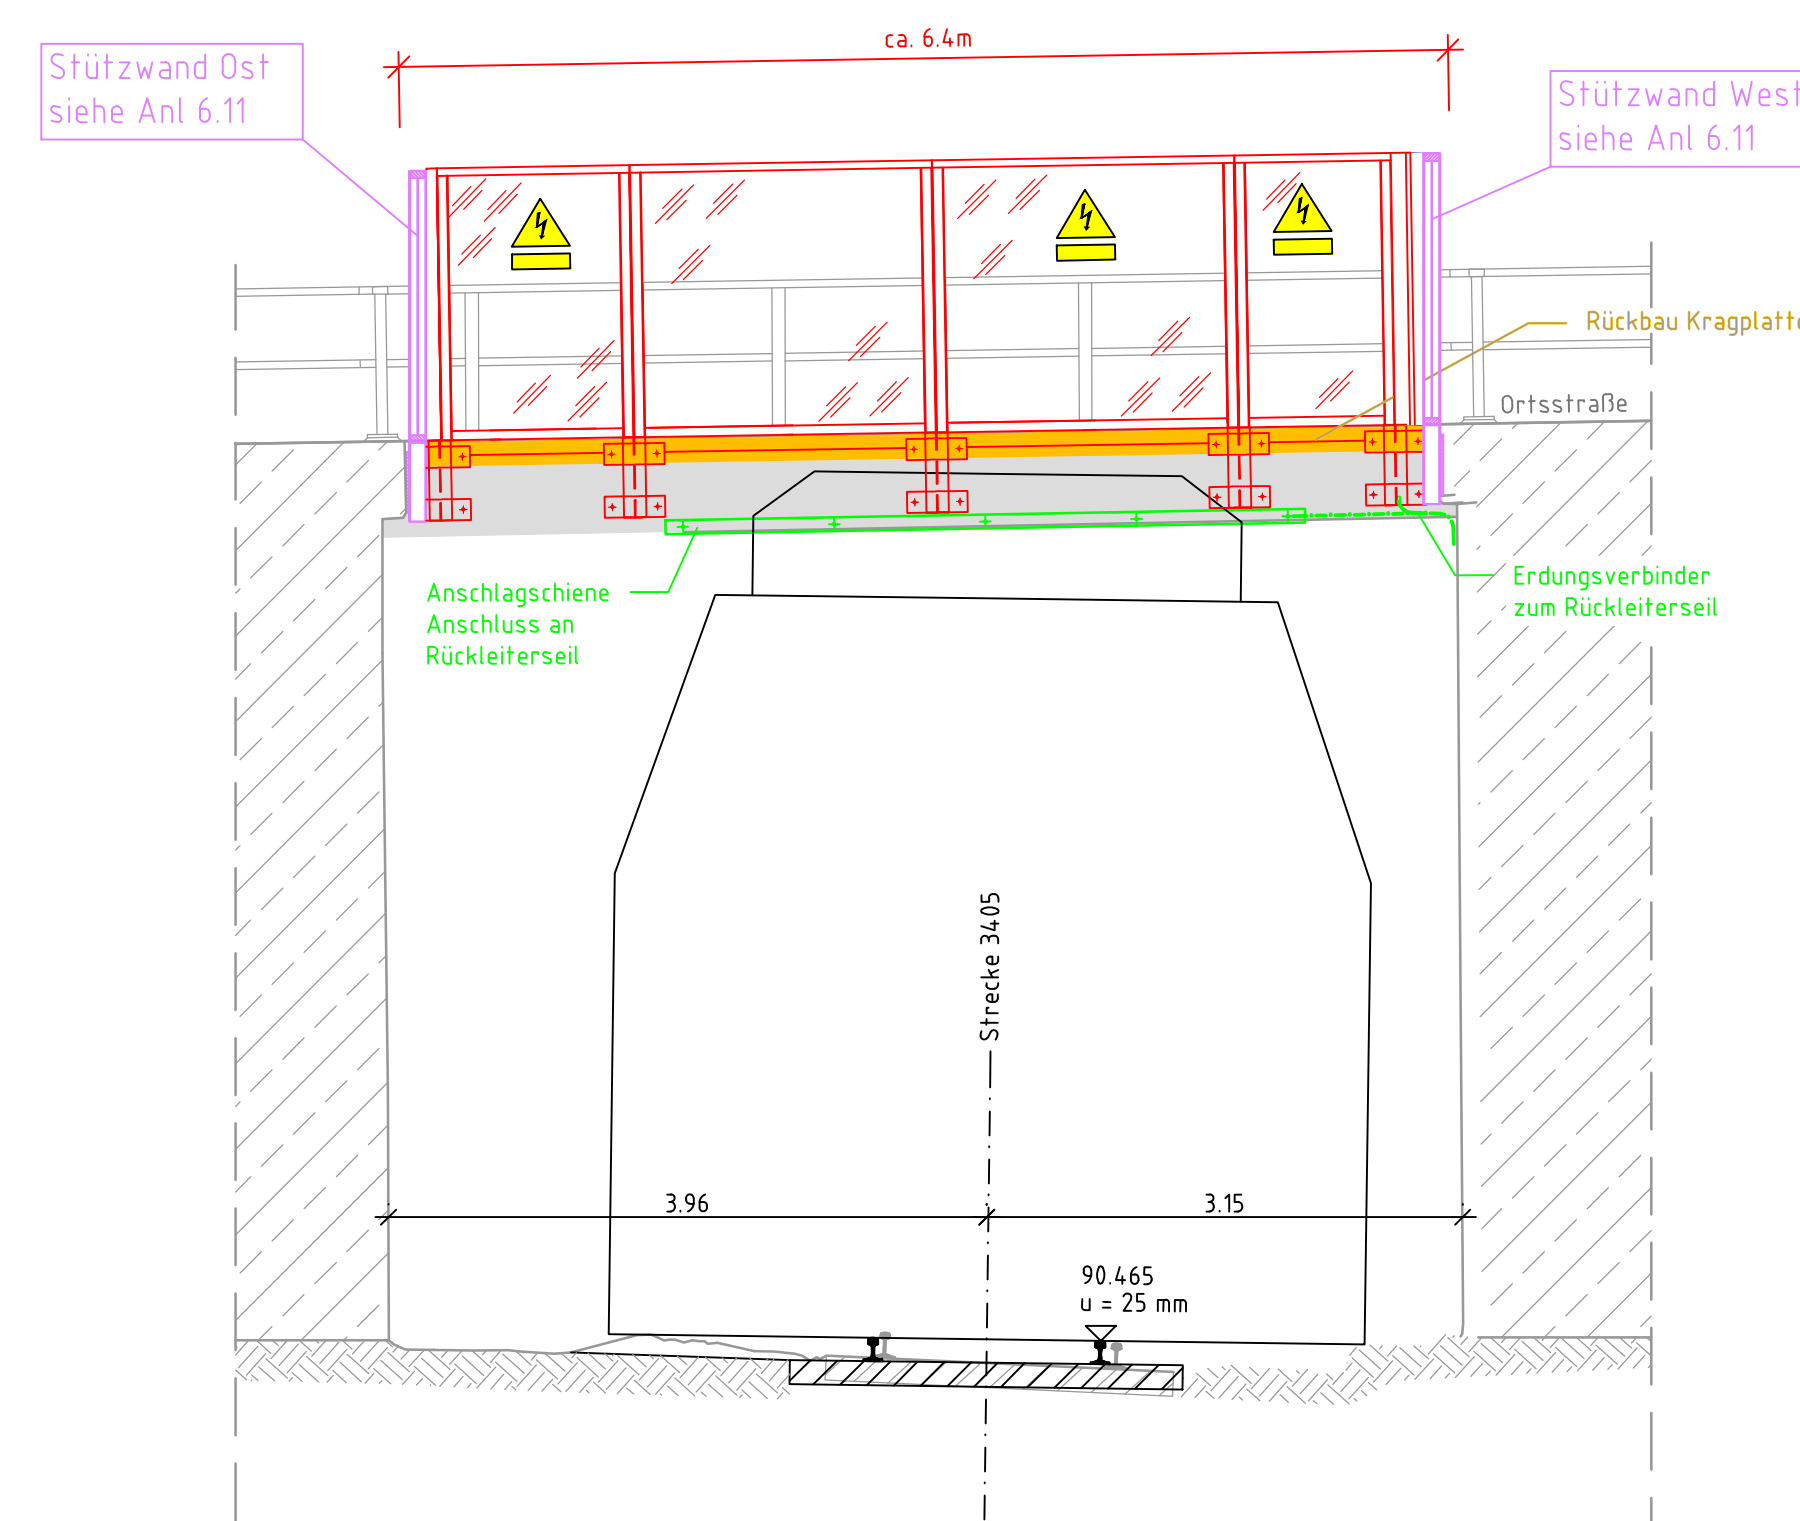 ca. 6.4m
Stützwand Ost
siehe Anl 6.11
Stützwand West
siehe Anl 6.11
Rückbau Kragplatte
Ortsstraße
Anschlagschiene
Anschluss an
Rückleiterseil
Erdungsverbinder
zum Rückleiterseil
Strecke 3405
3.96
3.15
90.465
u = 25 mm